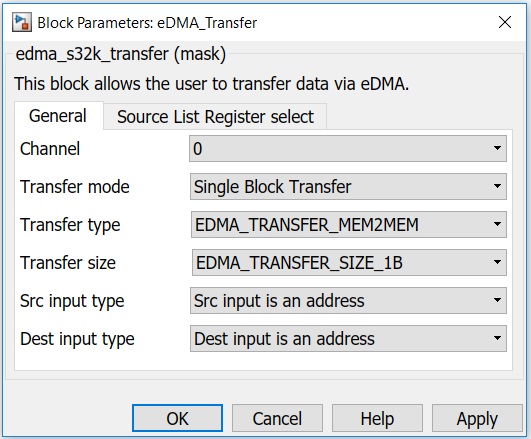 Block Parameters: eDMA_Transfer
edma_s32k_transfer (mask)
This block allows the user to transfer data via eDMA.
General Source List Register select
Channel 0
Transfer mode Single Block Transfer
Transfer type EDMA_TRANSFER_MEM2MEM
Transfer size EDMA_TRANSFER_SIZE_1B
Src input type Src input is an address
Dest input type Dest input is an address
OK Cancel Help Apply